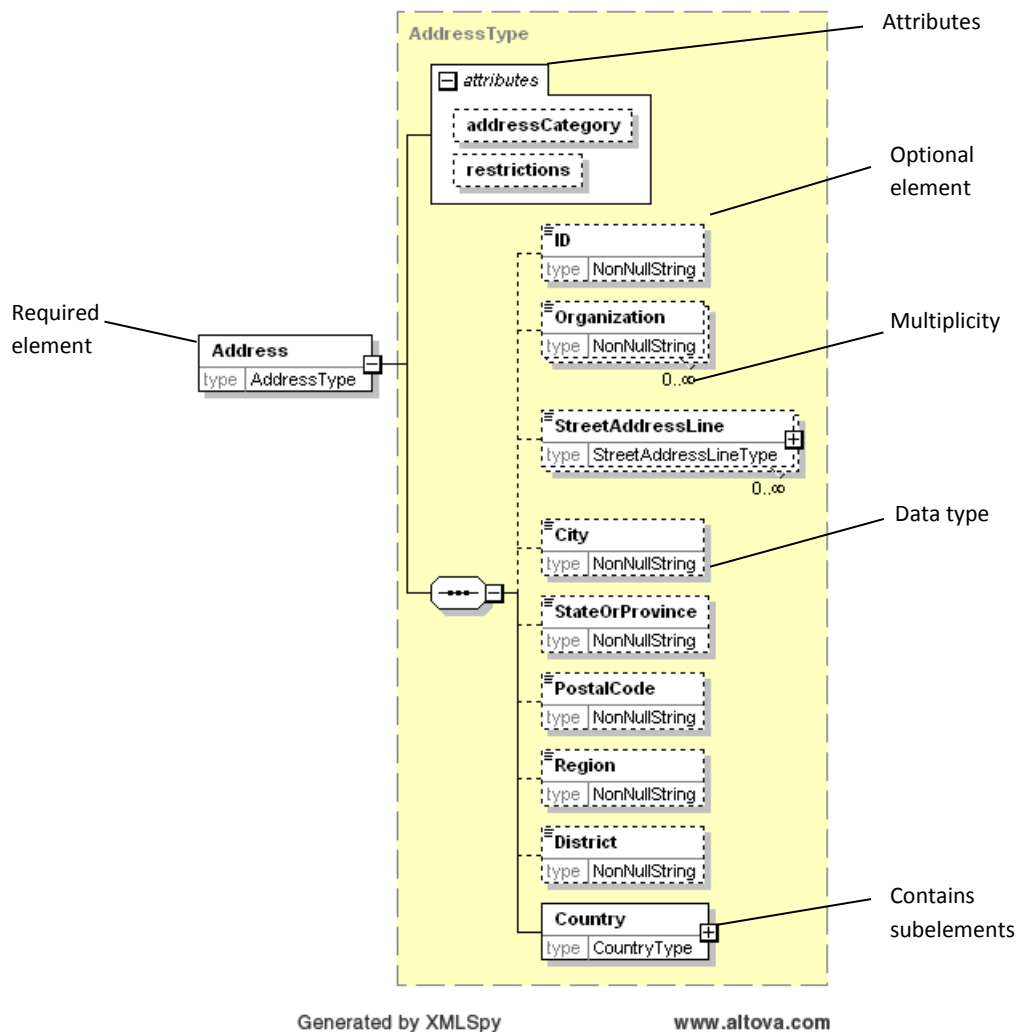 Attributes
AddressType
attributes
addressCategory
restrictions
Optional
element
ID
type NonNullString
Organization
type NonNullString
0..∞
Multiplicity
Required
element
Address
type AddressType
StreetAddressLine
type StreetAddressLineType
0..∞
City
type NonNullString
Data type
StateOrProvince
type NonNullString
PostalCode
type NonNullString
Region
type NonNullString
District
type NonNullString
Country
type CountryType
Contains
subelements
Generated by XMLSpy
www.altova.com